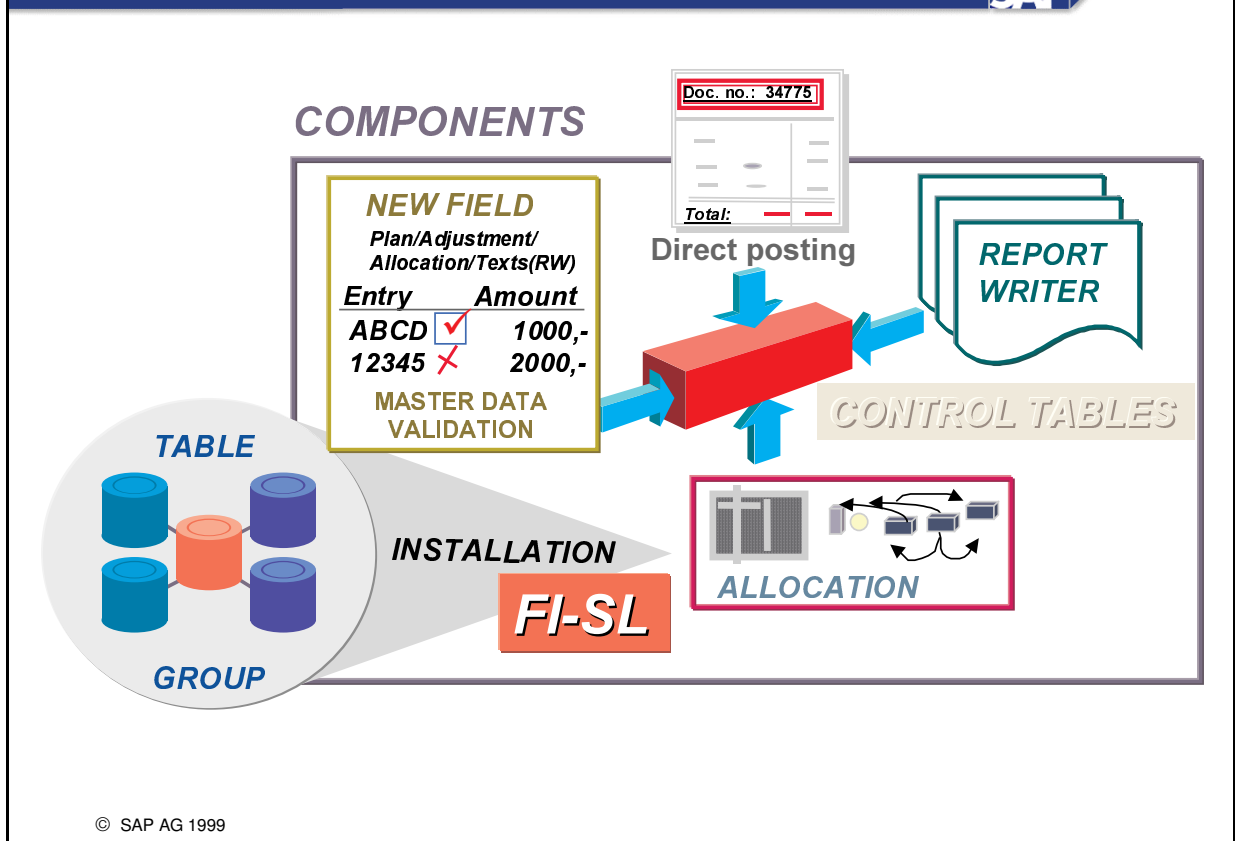 SAP
COMPONENTS
Doc. no.: 34775
Total:
Direct posting
NEW FIELD
Plan/Adjustment/
Allocation/Texts(RW)
Entry Amount
ABCD 1000,-
12345 2000,-
MASTER DATA
VALIDATION
REPORT
WRITER
CONTROL TABLES
TABLE
GROUP
INSTALLATION
FI-SL
ALLOCATION
© SAP AG 1999